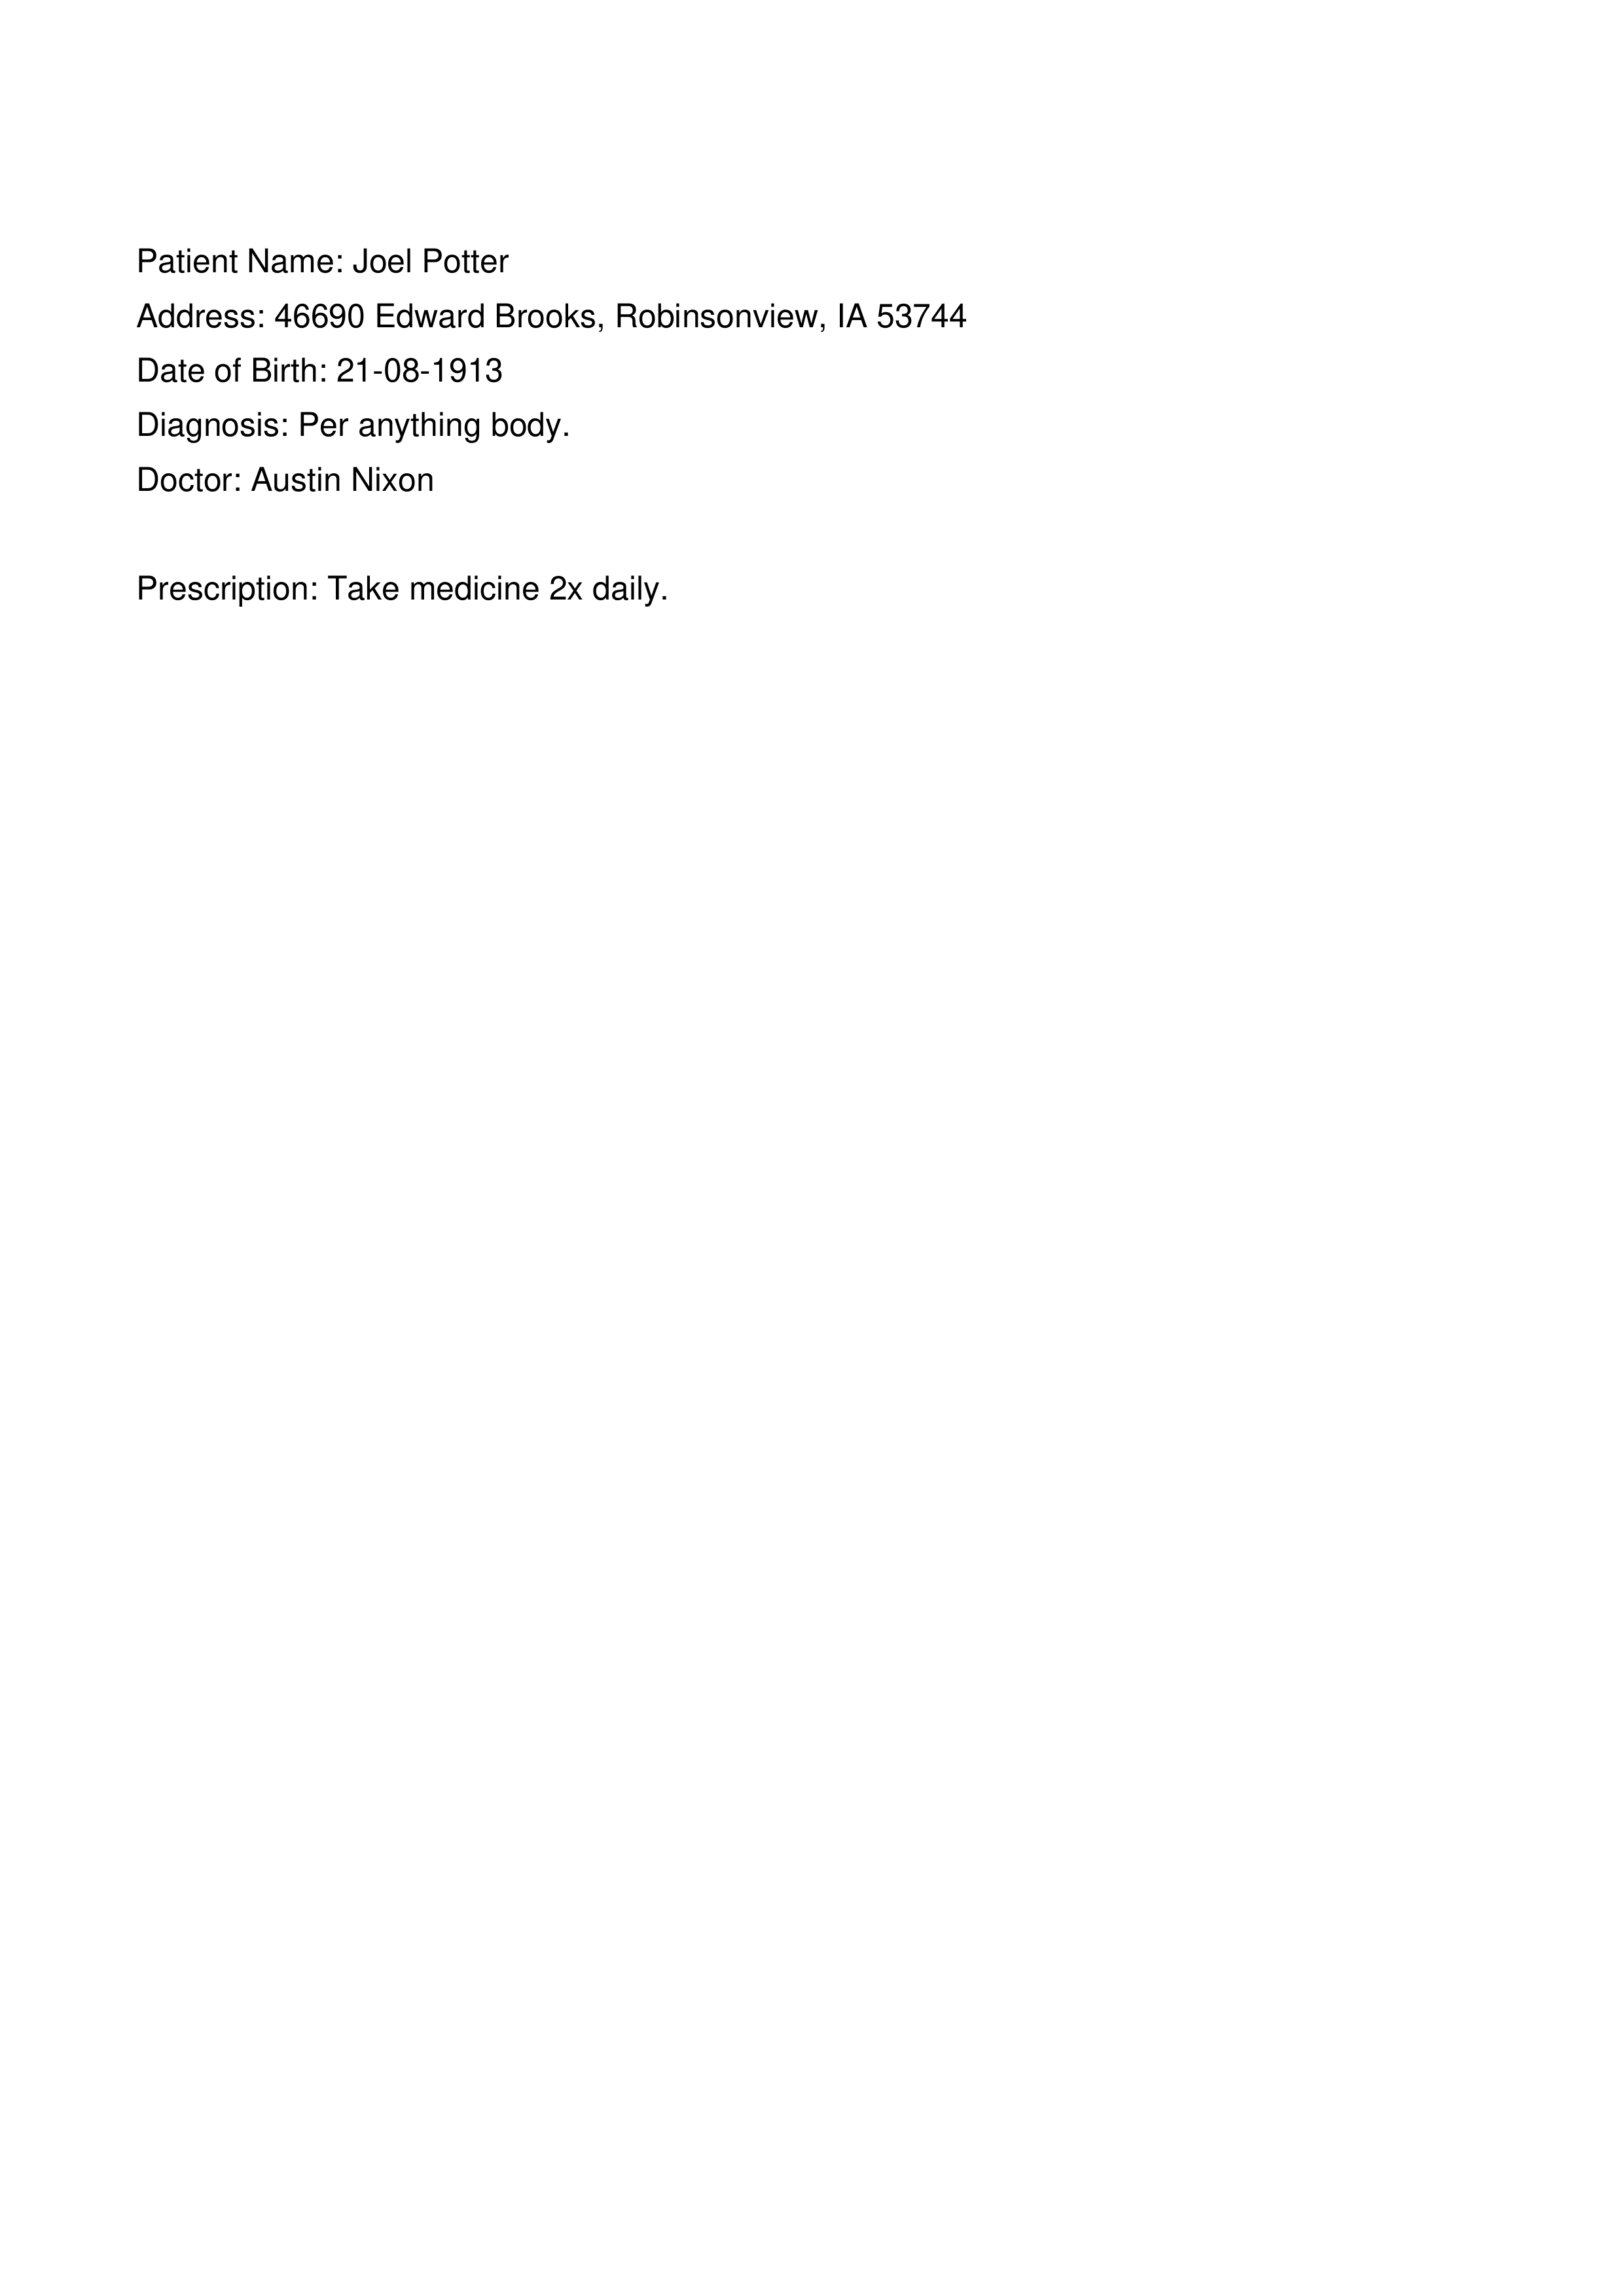 Patient Name: Joel Potter
Address: 46690 Edward Brooks, Robinsonview, IA 53744
Date of Birth: 21-08-1913
Diagnosis: Per anything body.
Doctor: Austin Nixon
Prescription: Take medicine 2x daily.